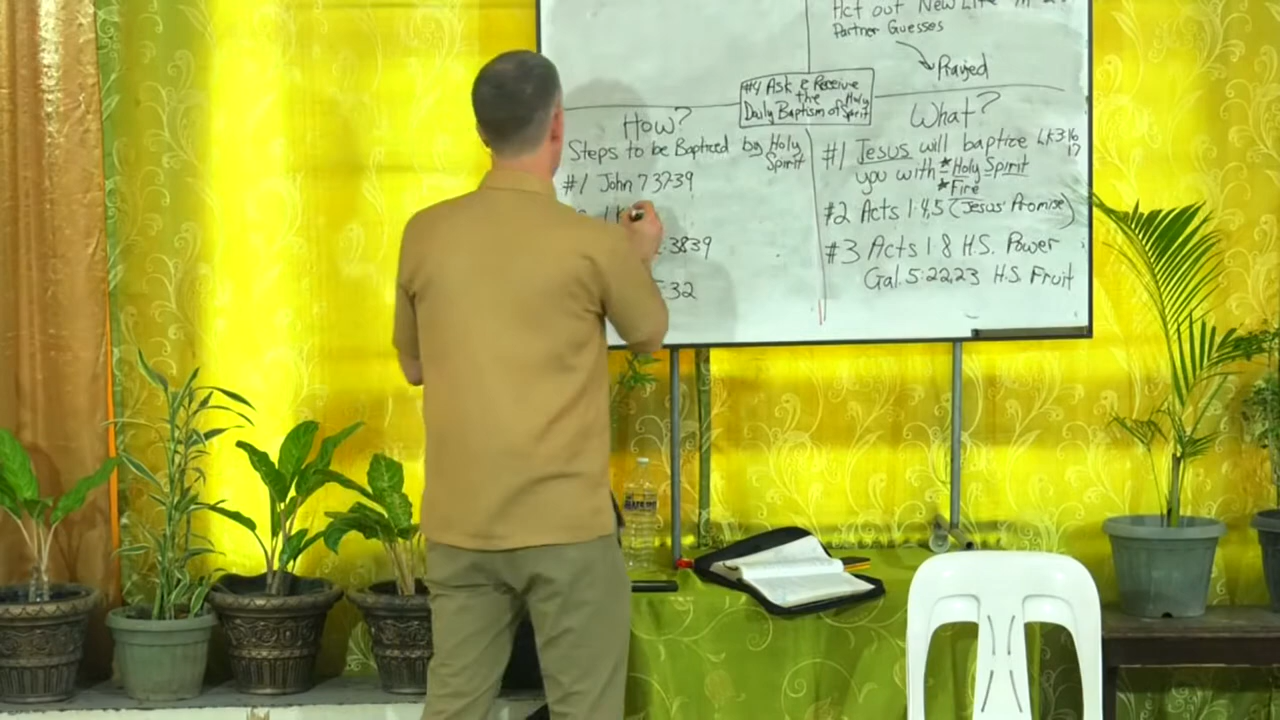 Act out New Life
Partner Guesses
Prayed
#4 Ask & Receive
the Holy
Daily Baptism of Spirit
How?
Steps to be Baptized by Holy
Spirit
#1 John 7 37-39
3839
32
What?
#1 Jesus will baptize LK3:16
17
you with * Holy Spirit
* Fire
#2 Acts 1:4,5 (Jesus' Promise)
#3 Acts 1 8 H.S. Power
Gal. 5:22,23 H.S. Fruit